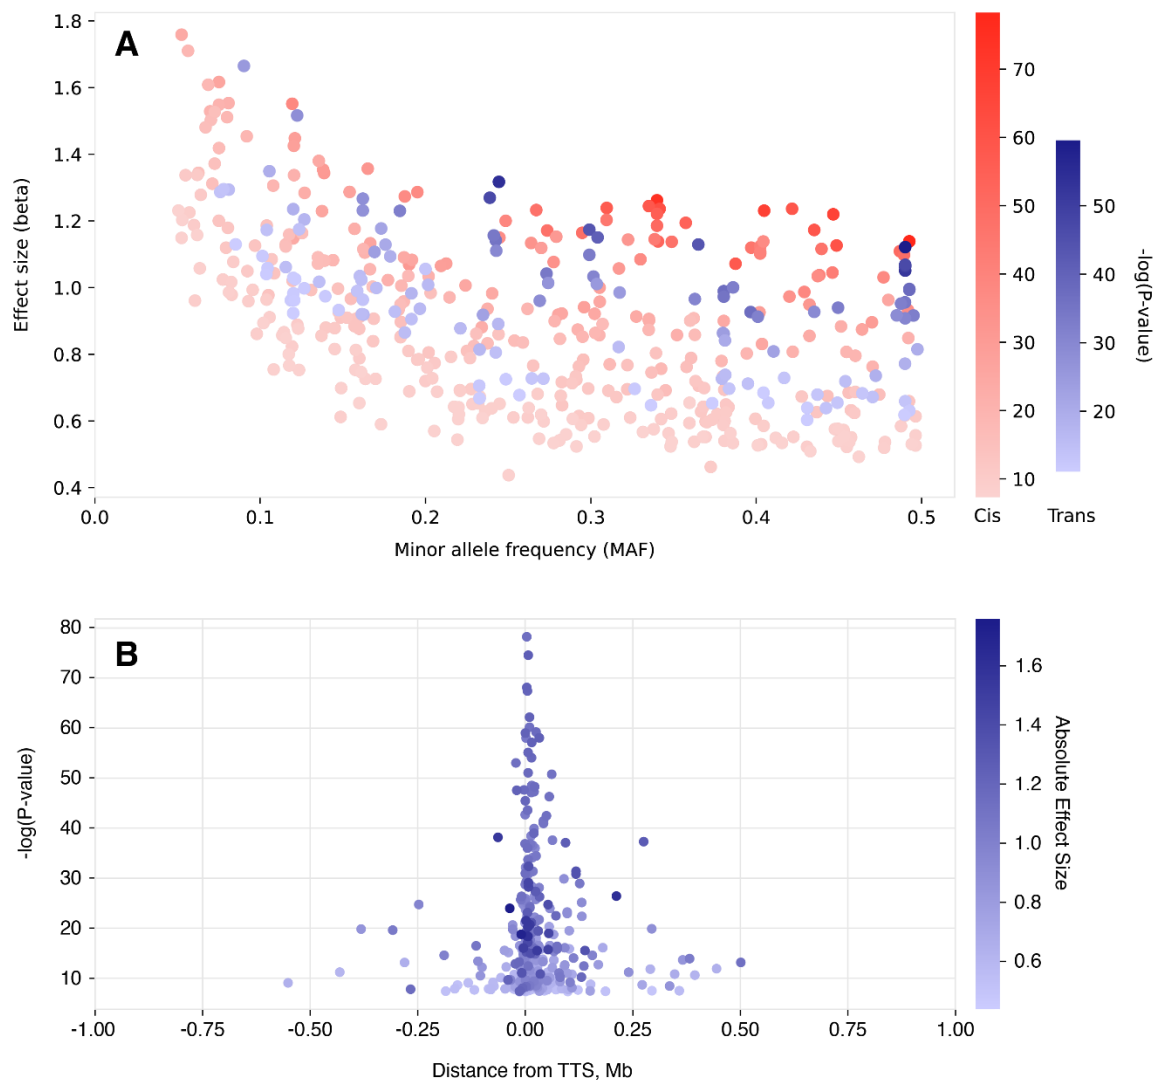 A
1.8
1.6
1.4
1.2
1.0
0.8
0.6
0.4
Effect size (beta)
0.0 0.1 0.2 0.3 0.4 0.5
Minor allele frequency (MAF)
70
60
50
40
30
20
10
Cis
50
40
30
20
Trans
-log(P-value)
B
80
70
60
50
40
30
20
10
-log(P-value)
-1.00 -0.75 -0.50 -0.25 0.00 0.25 0.50 0.75 1.00
Distance from TTS, Mb
1.6
1.4
1.2
1.0
0.8
0.6
Absolute Effect Size